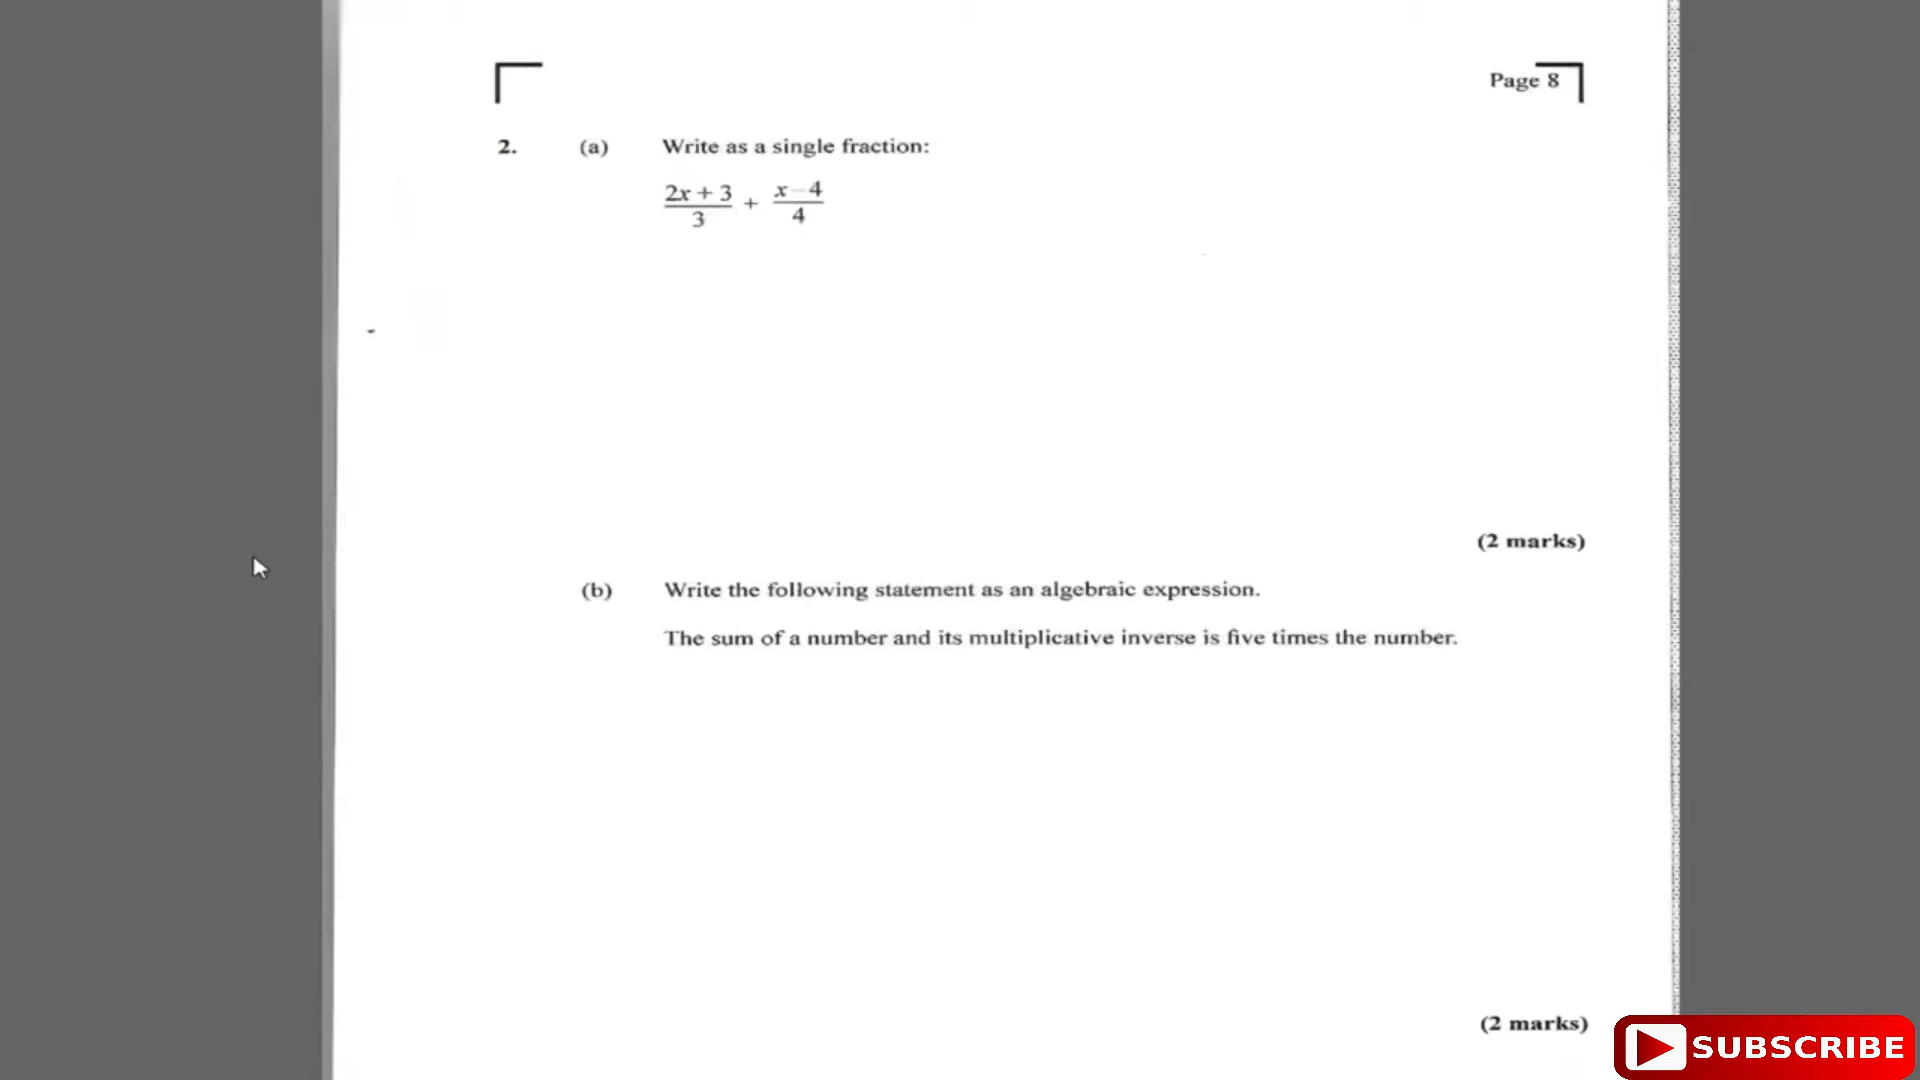 Page 8
2. (a) Write as a single fraction:
2x + 3 / 3 + x – 4 / 4
(2 marks)
(b) Write the following statement as an algebraic expression.
The sum of a number and its multiplicative inverse is five times the number.
(2 marks)
SUBSCRIBE